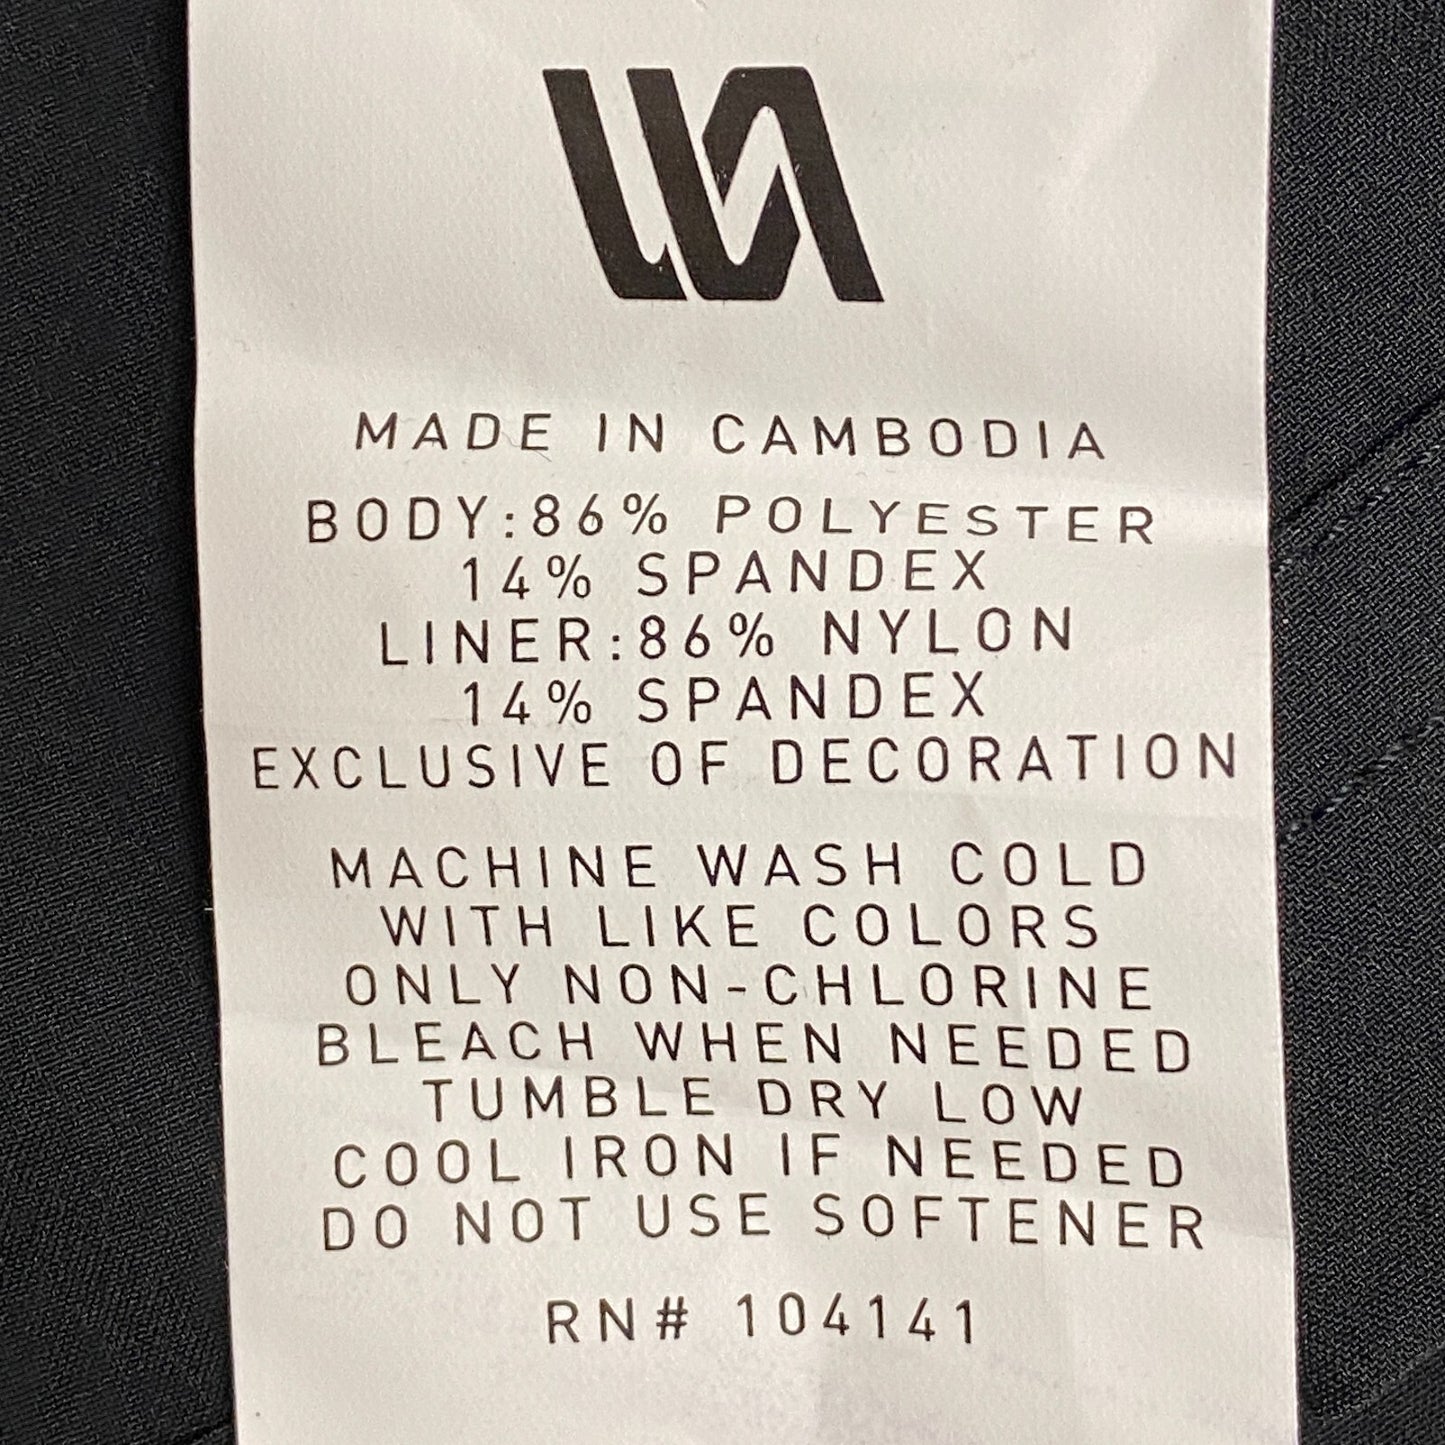 MADE IN CAMBODIA
BODY:86% POLYESTER
14% SPANDEX
LINER:86% NYLON
14% SPANDEX
EXCLUSIVE OF DECORATION
MACHINE WASH COLD
WITH LIKE COLORS
ONLY NON-CHLORINE
BLEACH WHEN NEEDED
TUMBLE DRY LOW
COOL IRON IF NEEDED
DO NOT USE SOFTENER
RN# 104141